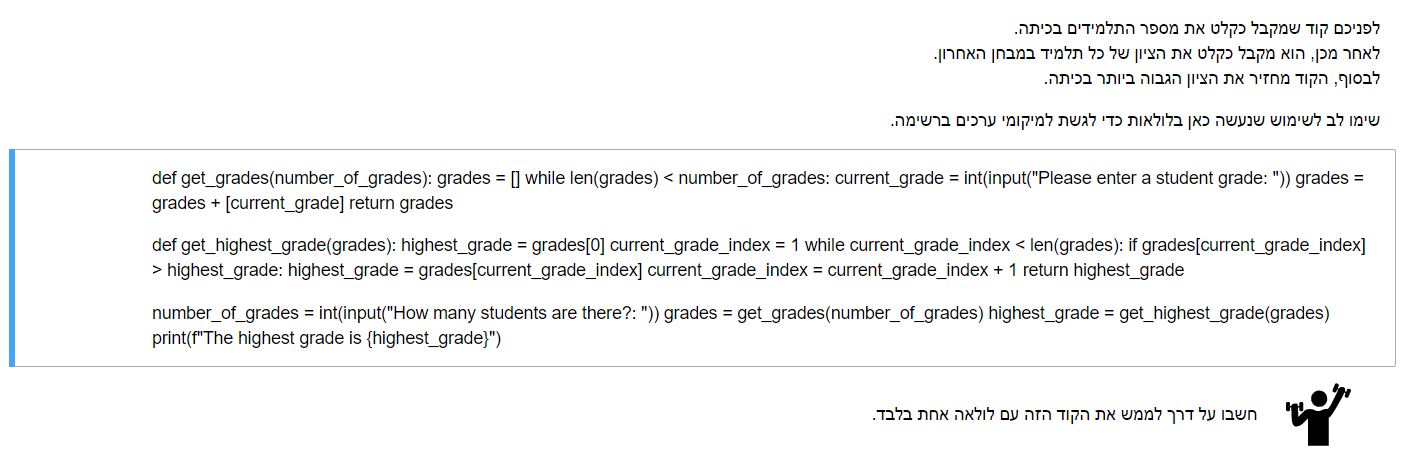 לפניכם קוד שמקבל כקלט את מספר התלמידים בכיתה.
לאחר מכן, הוא מקבל כקלט את הציון של כל תלמיד במבחן האחרון.
לבסוף, הקוד מחזיר את הציון הגבוה ביותר בכיתה.
שימו לב לשימוש שנעשה כאן בלולאות כדי לגשת למיקומי ערכים ברשימה.
def get_grades(number_of_grades): grades = [] while len(grades) < number_of_grades: current_grade = int(input("Please enter a student grade: ")) grades =
grades + [current_grade] return grades
def get_highest_grade(grades): highest_grade = grades[0] current_grade_index = 1 while current_grade_index < len(grades): if grades[current_grade_index]
> highest_grade: highest_grade = grades[current_grade_index] current_grade_index = current_grade_index + 1 return highest_grade
number_of_grades = int(input("How many students are there?: ")) grades = get_grades(number_of_grades) highest_grade = get_highest_grade(grades)
print(f"The highest grade is {highest_grade}")
חשבו על דרך לממש את הקוד הזה עם לולאה אחת בלבד.